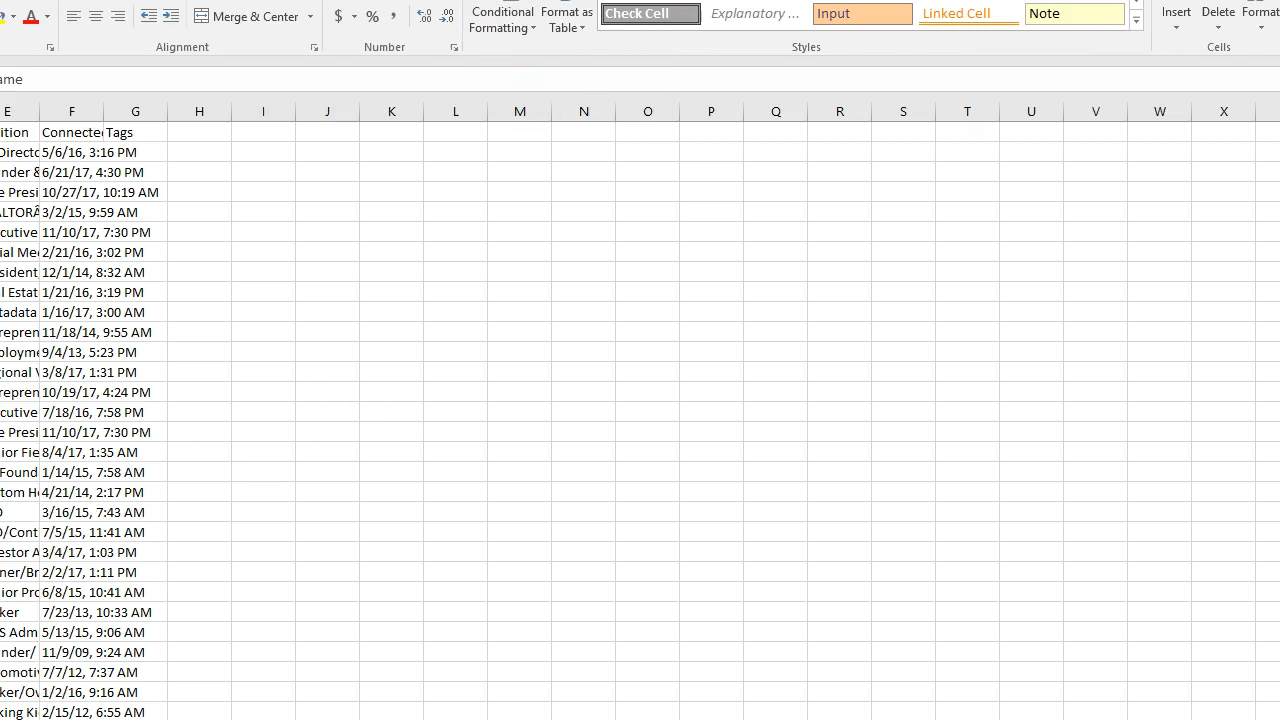 Merge & Center
$ % ,
Conditional Formatting
Format as Table
Check Cell
Explanatory ...
Input
Linked Cell
Note
Insert
Delete
Format
Alignment
Number
Styles
Cells
ame
E F G H I J K L M N O P Q R S T U V W X
ition Connected Tags
Directo 5/6/16, 3:16 PM
nder & 6/21/17, 4:30 PM
e Presi 10/27/17, 10:19 AM
ALTORÂ 3/2/15, 9:59 AM
cutive 11/10/17, 7:30 PM
ial Med 2/21/16, 3:02 PM
sident, 12/1/14, 8:32 AM
l Estat 1/21/16, 3:19 PM
tadata 1/16/17, 3:00 AM
repren 11/18/14, 9:55 AM
ployme 9/4/13, 5:23 PM
gional V 3/8/17, 1:31 PM
repren 10/19/17, 4:24 PM
cutive 7/18/16, 7:58 PM
e Presi 11/10/17, 7:30 PM
ior Fie 8/4/17, 1:35 AM
Found 1/14/15, 7:58 AM
tom Ho 4/21/14, 2:17 PM
O 3/16/15, 7:43 AM
O/Cont 7/5/15, 11:41 AM
estor A 3/4/17, 1:03 PM
ner/Br 2/2/17, 1:11 PM
ior Pro 6/8/15, 10:41 AM
ker 7/23/13, 10:33 AM
S Adm 5/13/15, 9:06 AM
nder/ 11/9/09, 9:24 AM
omotiv 7/7/12, 7:37 AM
ker/Ow 1/2/16, 9:16 AM
king Ki 2/15/12, 6:55 AM